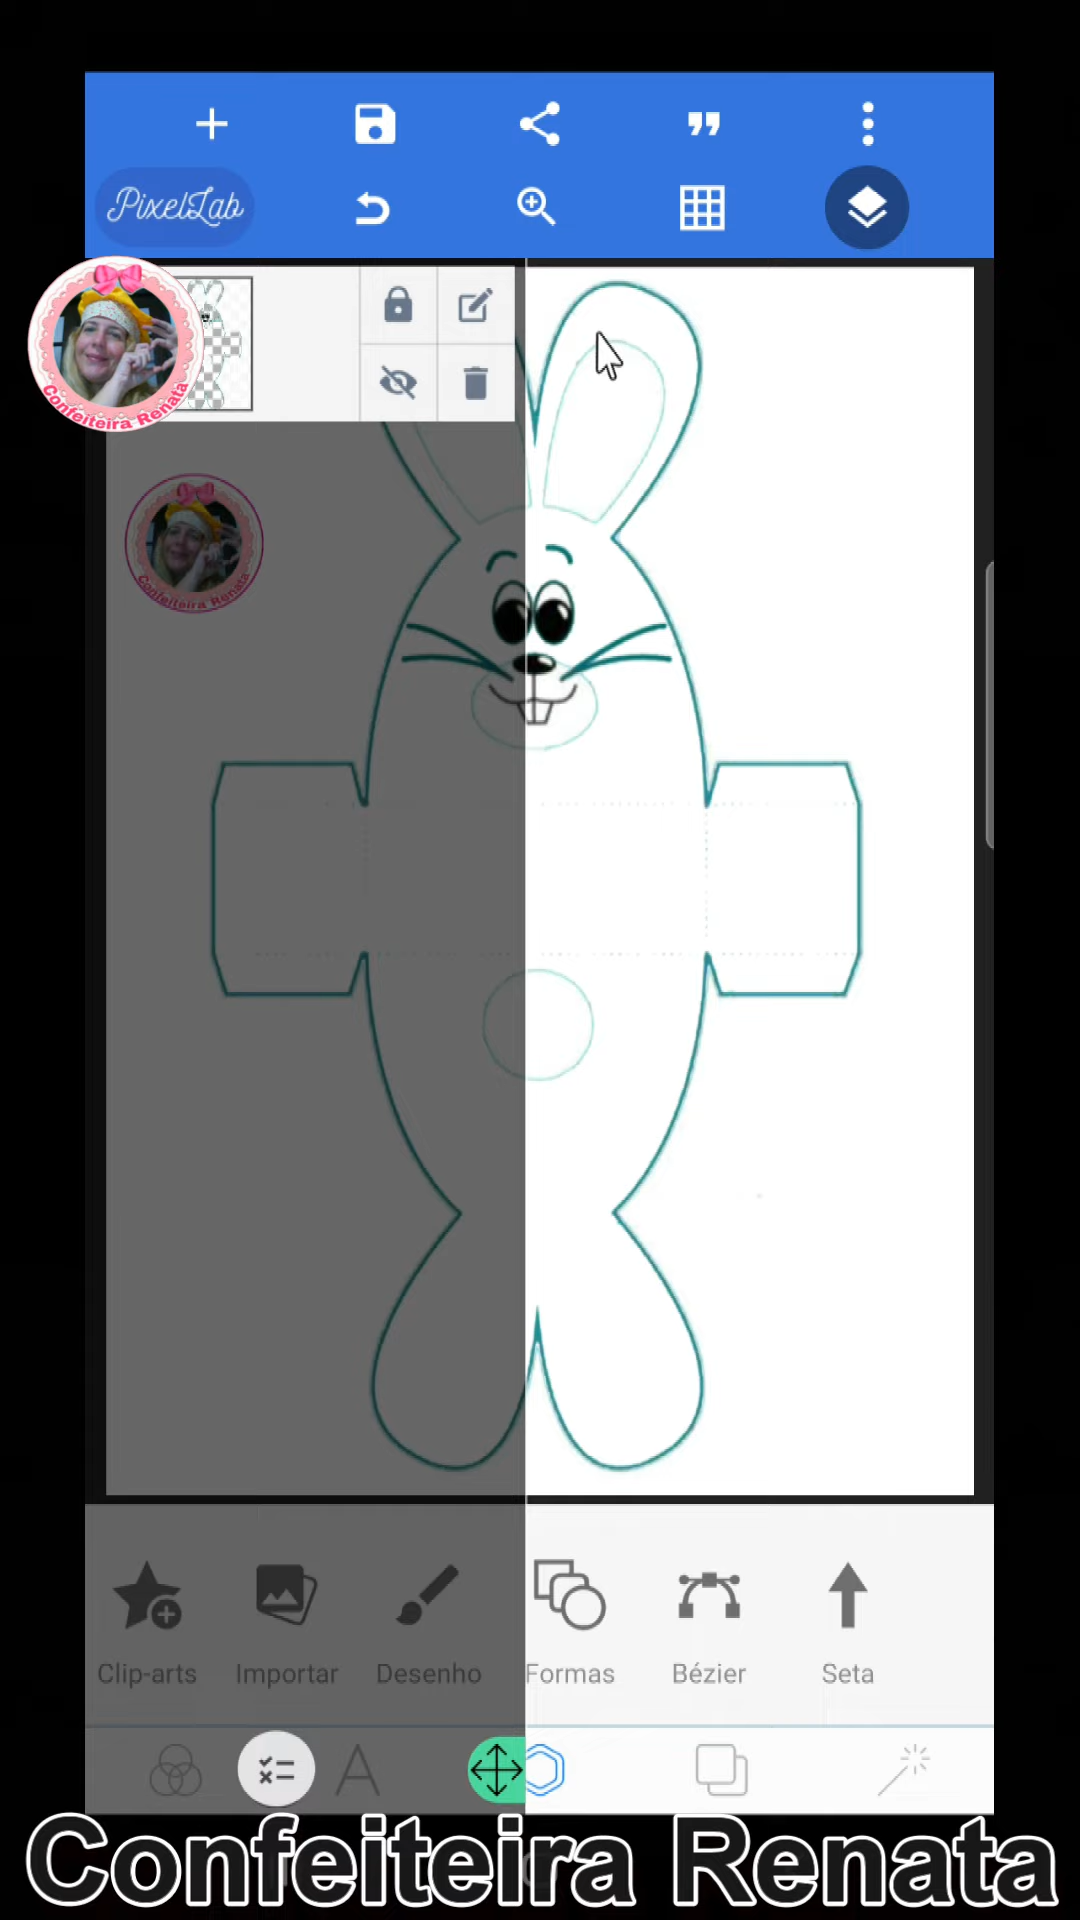 PixelLab
Confeiteira Renata
Confeiteira Renata
Clip-arts Importar Desenho Formas Bézier Seta
Confeiteira Renata